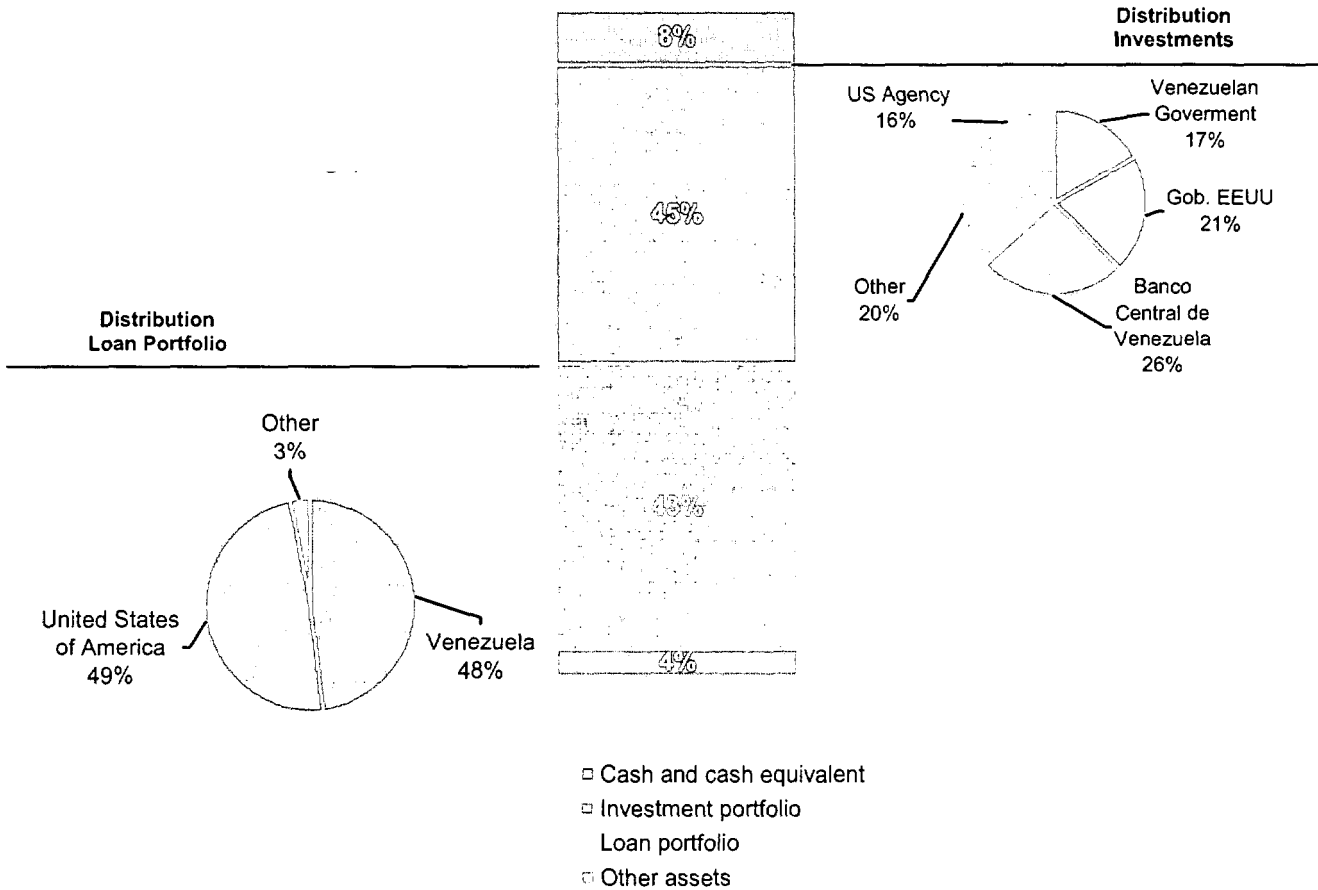 8%
Distribution
Investments
US Agency
16%
Venezuelan
Goverment
17%
45%
Gob. EEUU
21%
Other
20%
Banco
Central de
Venezuela
26%
Distribution
Loan Portfolio
Other
3%
43%
United States
of America
49%
Venezuela
48%
4%
Cash and cash equivalent
Investment portfolio
Loan portfolio
Other assets